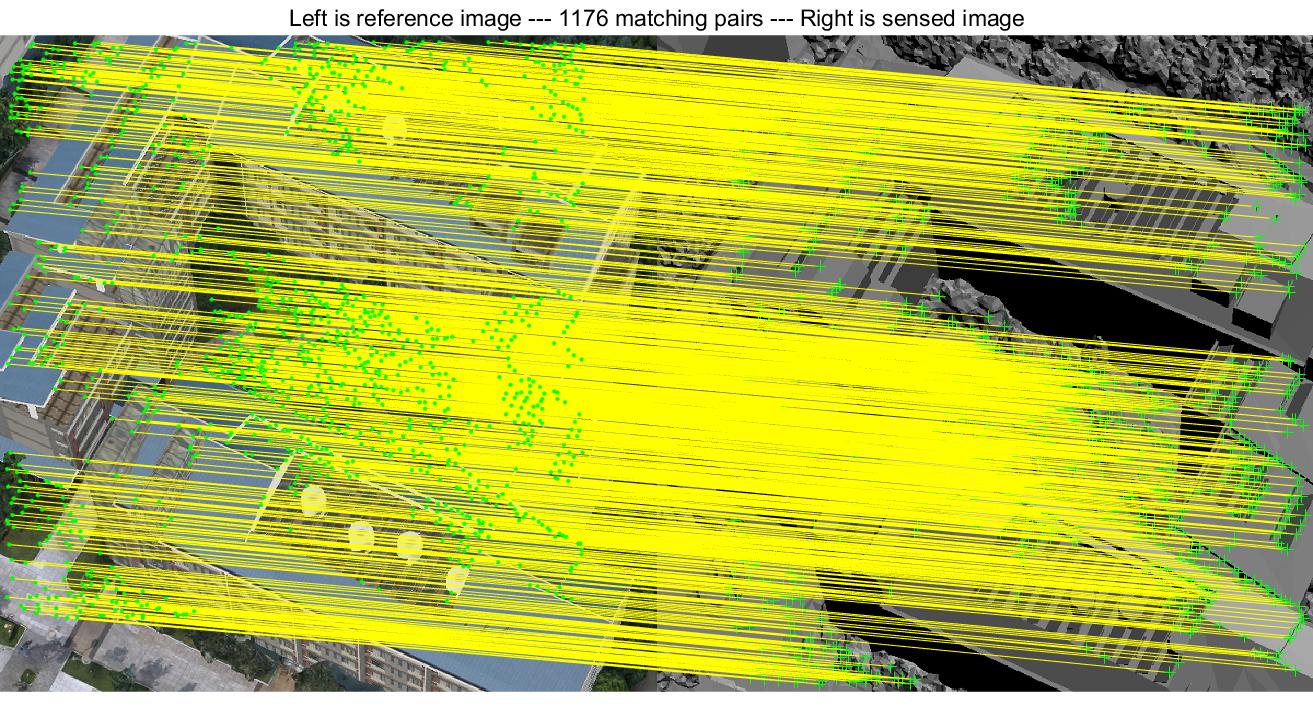 Left is reference image --- 1176 matching pairs --- Right is sensed image